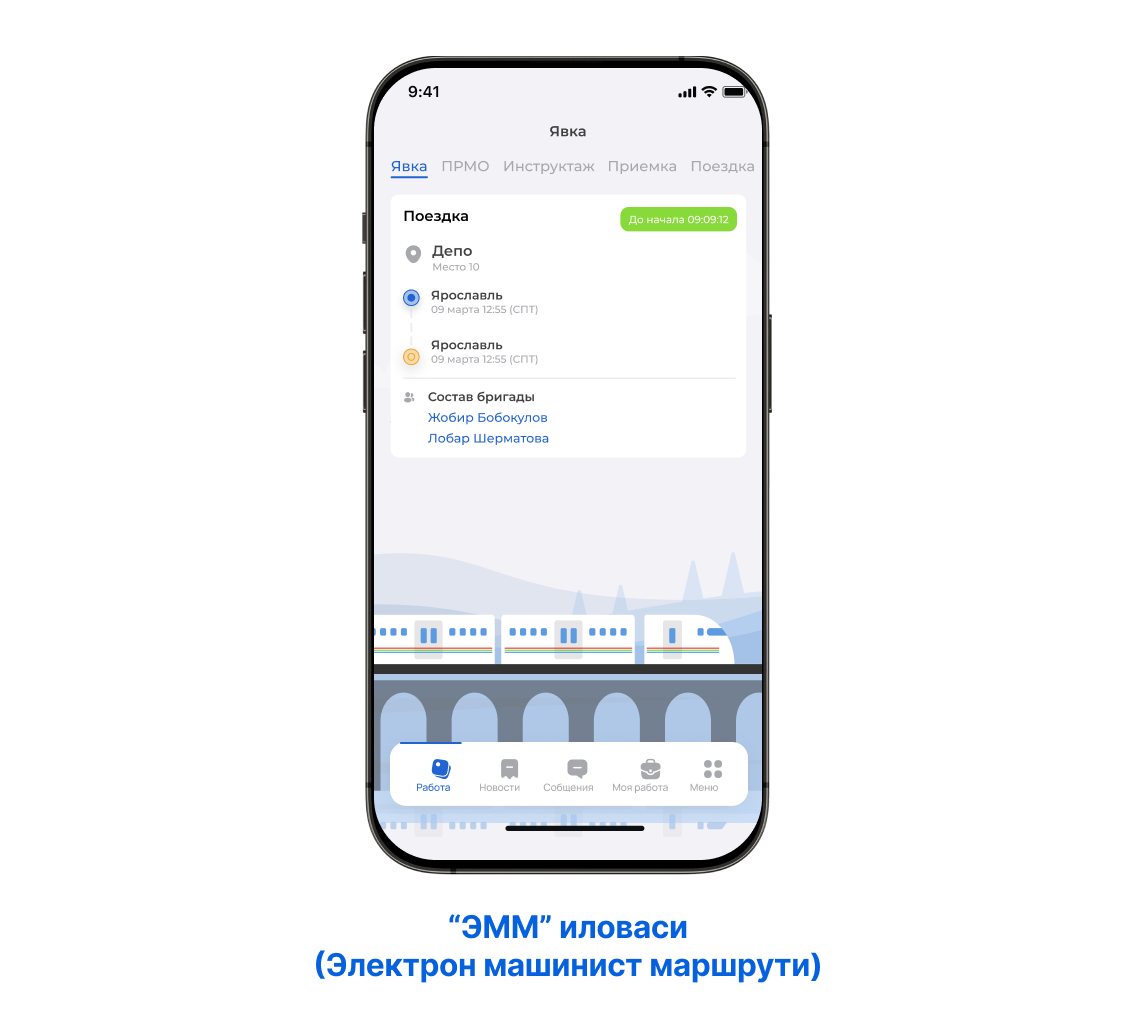 9:41
Явка
Явка ПРМО Инструктаж Приемка Поездка
Поездка
До начала 09:09:12
Депо
Место 10
Ярославль
09 марта 12:55 (СПТ)
Ярославль
09 марта 12:55 (СПТ)
Состав бригады
Жобир Бобокулов
Лобар Шерматова
Работа Новости Собщения Моя работа Меню
“ЭММ” иловаси
(Электрон машинист маршрути)